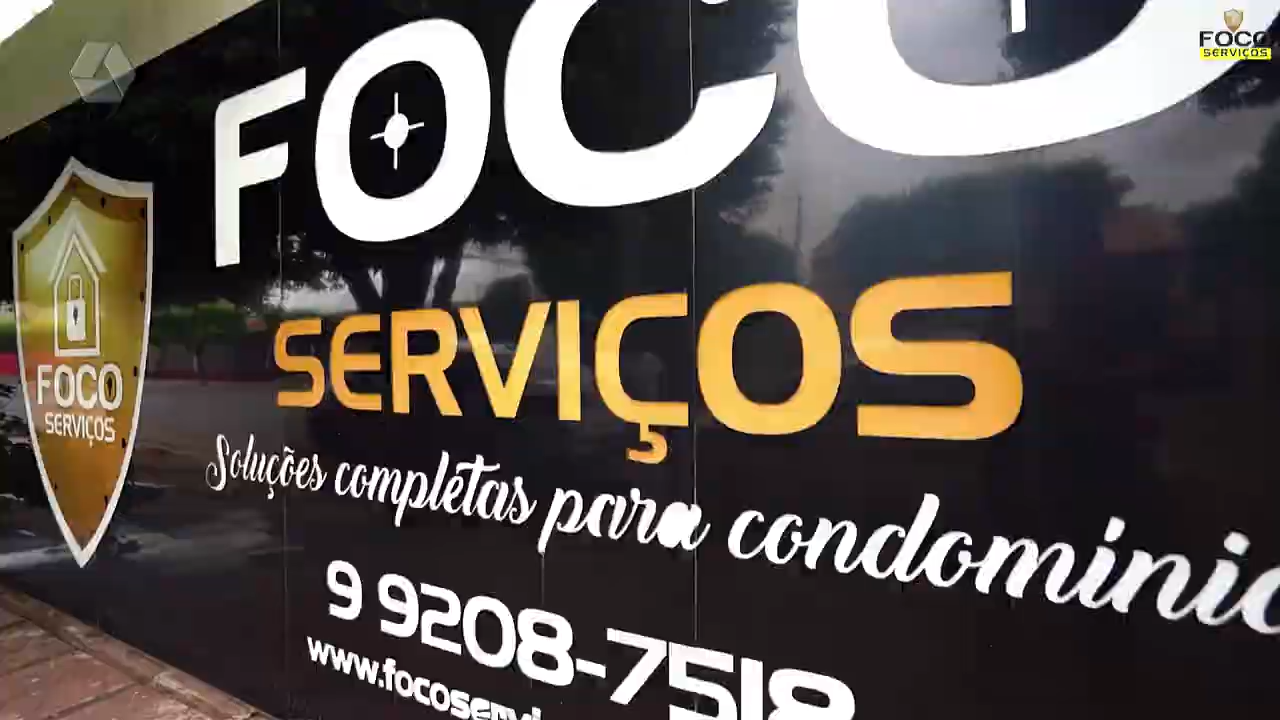 FOCO
SERVIÇOS
FOCO
SERVIÇOS
FOCO
SERVIÇOS
Soluções completas para
9 9208-7518